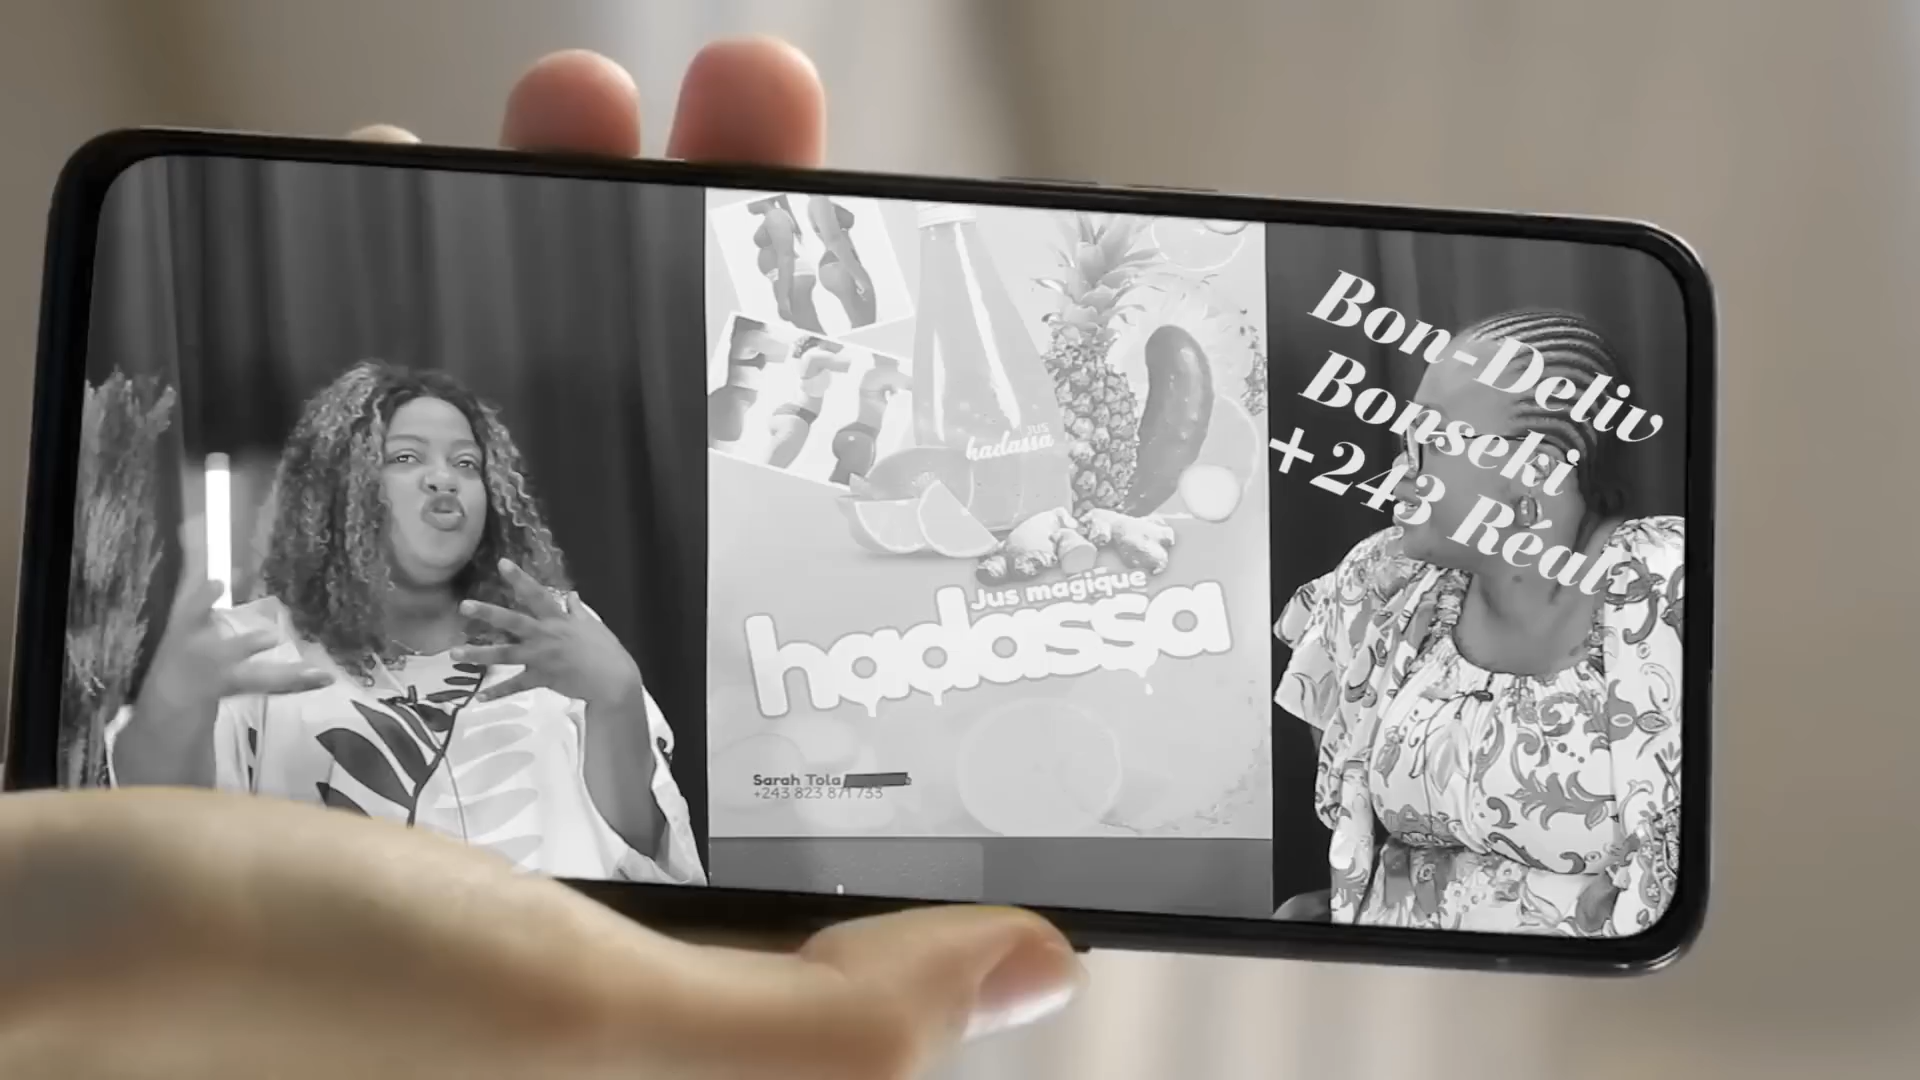 JUS
hadassa
Jus magique
hadassa
Sarah Tola
+243 823 871 733
Bon-Deliv
Bonseki
+243 Réal.